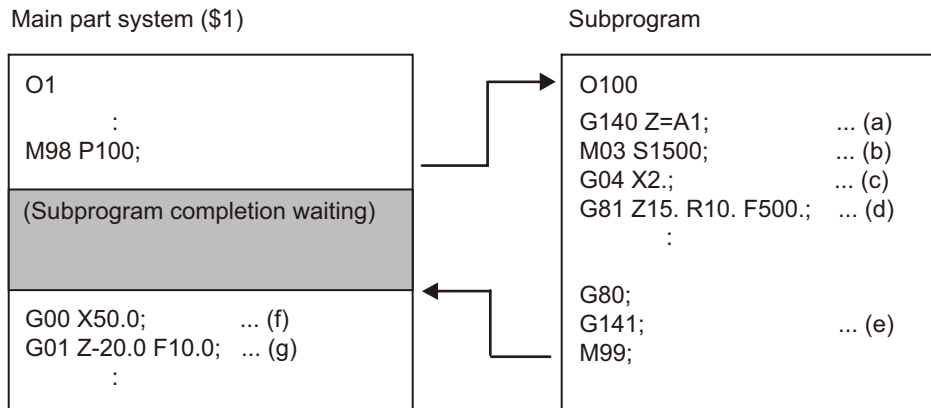 Main part system ($1)
O1
:
M98 P100;
(Subprogram completion waiting)
G00 X50.0; ... (f)
G01 Z-20.0 F10.0; ... (g)
:
Subprogram
O100
G140 Z=A1; ... (a)
M03 S1500; ... (b)
G04 X2.; ... (c)
G81 Z15. R10. F500.; ... (d)
:
G80;
G141; ... (e)
M99;